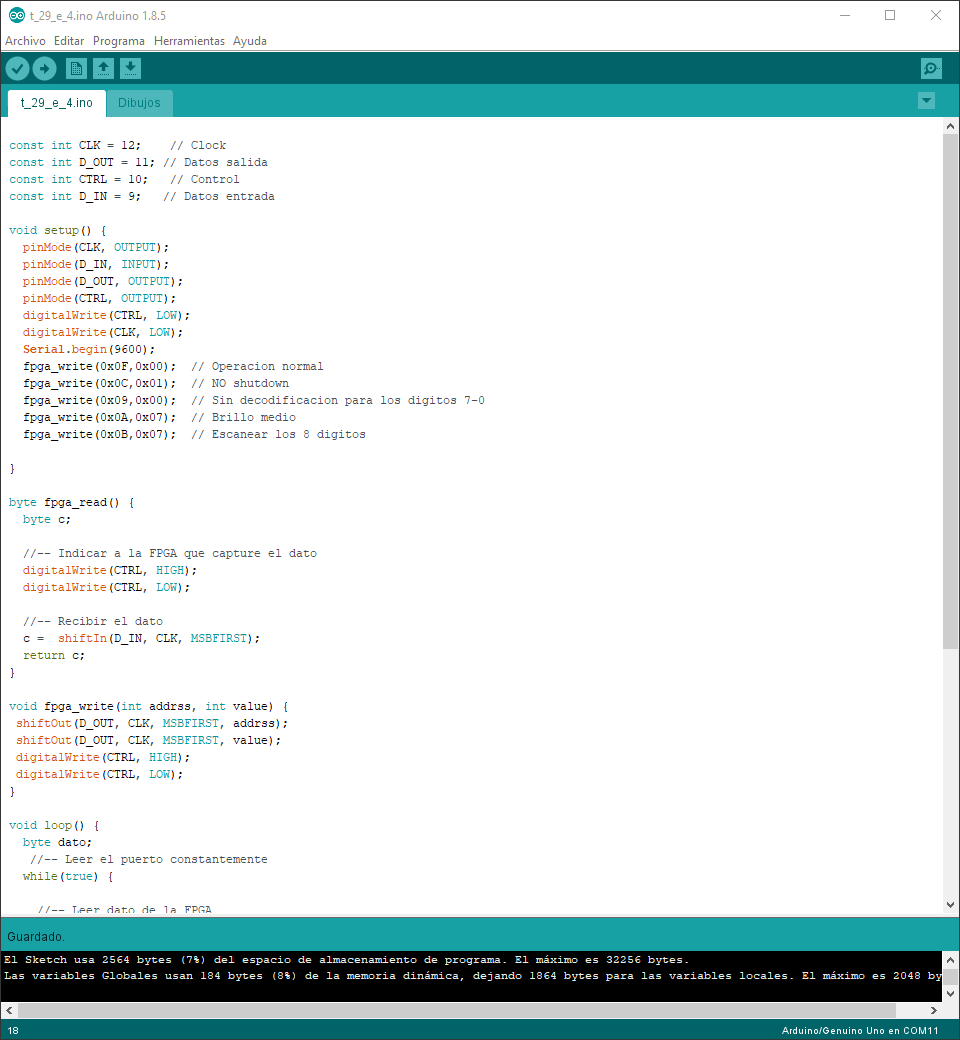 t_29_e_4.ino Arduino 1.8.5
Archivo Editar Programa Herramientas Ayuda
t_29_e_4.ino Dibujos
const int CLK = 12;    // Clock
const int D_OUT = 11; // Datos salida
const int CTRL = 10;   // Control
const int D_IN = 9;   // Datos entrada
void setup() {
  pinMode(CLK, OUTPUT);
  pinMode(D_IN, INPUT);
  pinMode(D_OUT, OUTPUT);
  pinMode(CTRL, OUTPUT);
  digitalWrite(CTRL, LOW);
  digitalWrite(CLK, LOW);
  Serial.begin(9600);
  fpga_write(0x0F,0x00);  // Operacion normal
  fpga_write(0x0C,0x01);  // NO shutdown
  fpga_write(0x09,0x00);  // Sin decodificacion para los digitos 7-0
  fpga_write(0x0A,0x07);  // Brillo medio
  fpga_write(0x0B,0x07);  // Escanear los 8 digitos
}
byte fpga_read() {
  byte c;
  //-- Indicar a la FPGA que capture el dato
  digitalWrite(CTRL, HIGH);
  digitalWrite(CTRL, LOW);
  //-- Recibir el dato
  c =  shiftIn(D_IN, CLK, MSBFIRST);
  return c;
}
void fpga_write(int addrss, int value) {
 shiftOut(D_OUT, CLK, MSBFIRST, addrss);
 shiftOut(D_OUT, CLK, MSBFIRST, value);
 digitalWrite(CTRL, HIGH);
 digitalWrite(CTRL, LOW);
}
void loop() {
  byte dato;
   //-- Leer el puerto constantemente
  while(true) {
    //-- Leer dato de la FPGA
Guardado.
El Sketch usa 2564 bytes (7%) del espacio de almacenamiento de programa. El máximo es 32256 bytes.
Las variables Globales usan 184 bytes (8%) de la memoria dinámica, dejando 1864 bytes para las variables locales. El máximo es 2048 by
18 Arduino/Genuino Uno en COM11